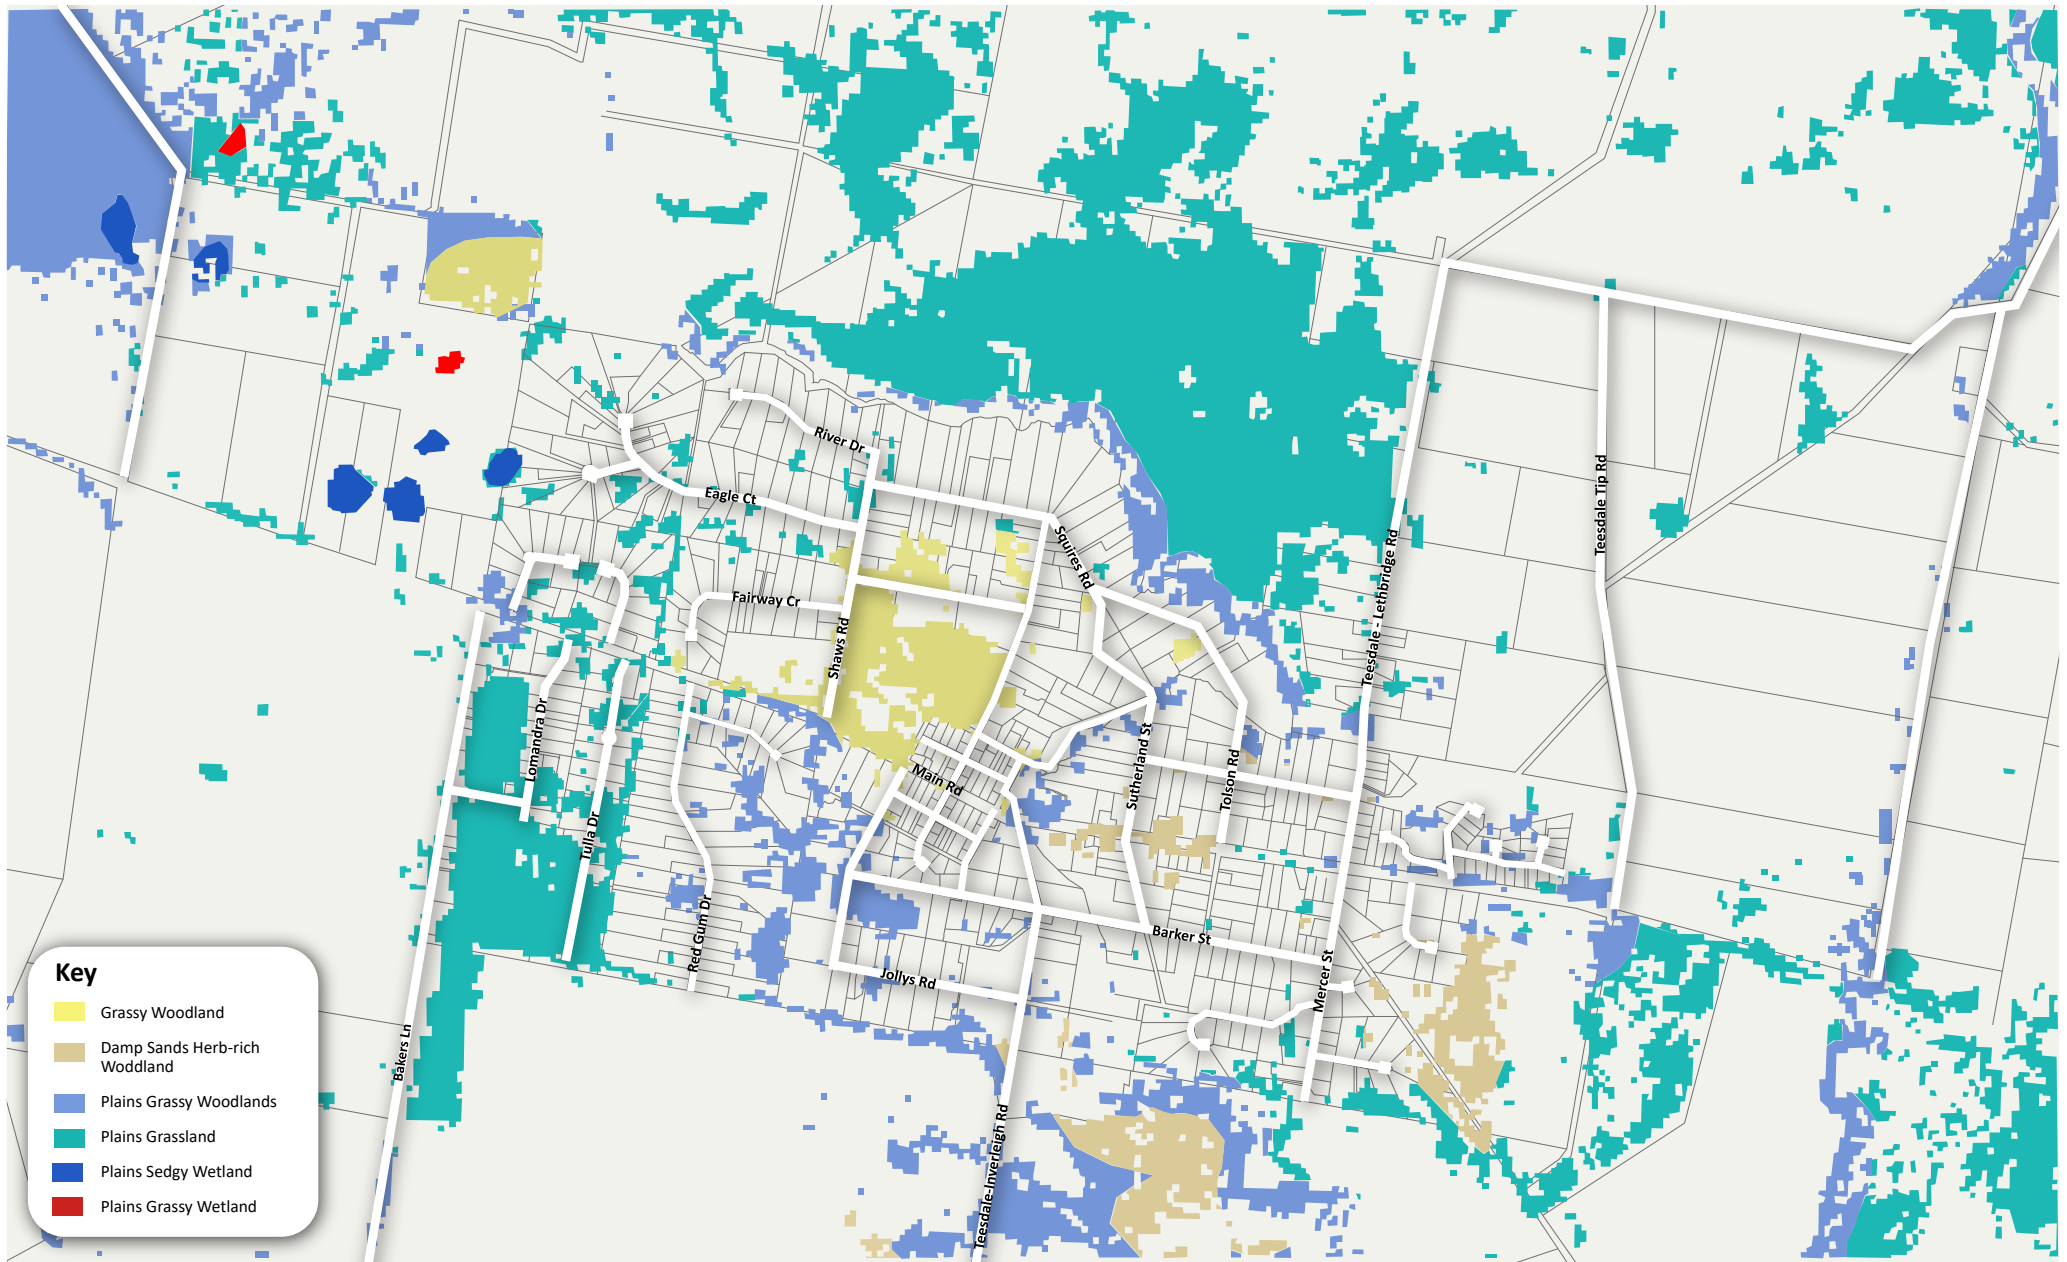 River Dr
Eagle Ct
Squires Rd
Teesdale Tip Rd
Teesdale - Lethbridge Rd
Fairway Cr
Shaws Rd
Lomandra Dr
Main Rd
Sutherland St
Tolson Rd
Tulla Dr
Red Gum Dr
Barker St
Jollys Rd
Mercer St
Bakers Ln
Teesdale-Inverleigh Rd
Key
Grassy Woodland
Damp Sands Herb-rich
Woddland
Plains Grassy Woodlands
Plains Grassland
Plains Sedgy Wetland
Plains Grassy Wetland